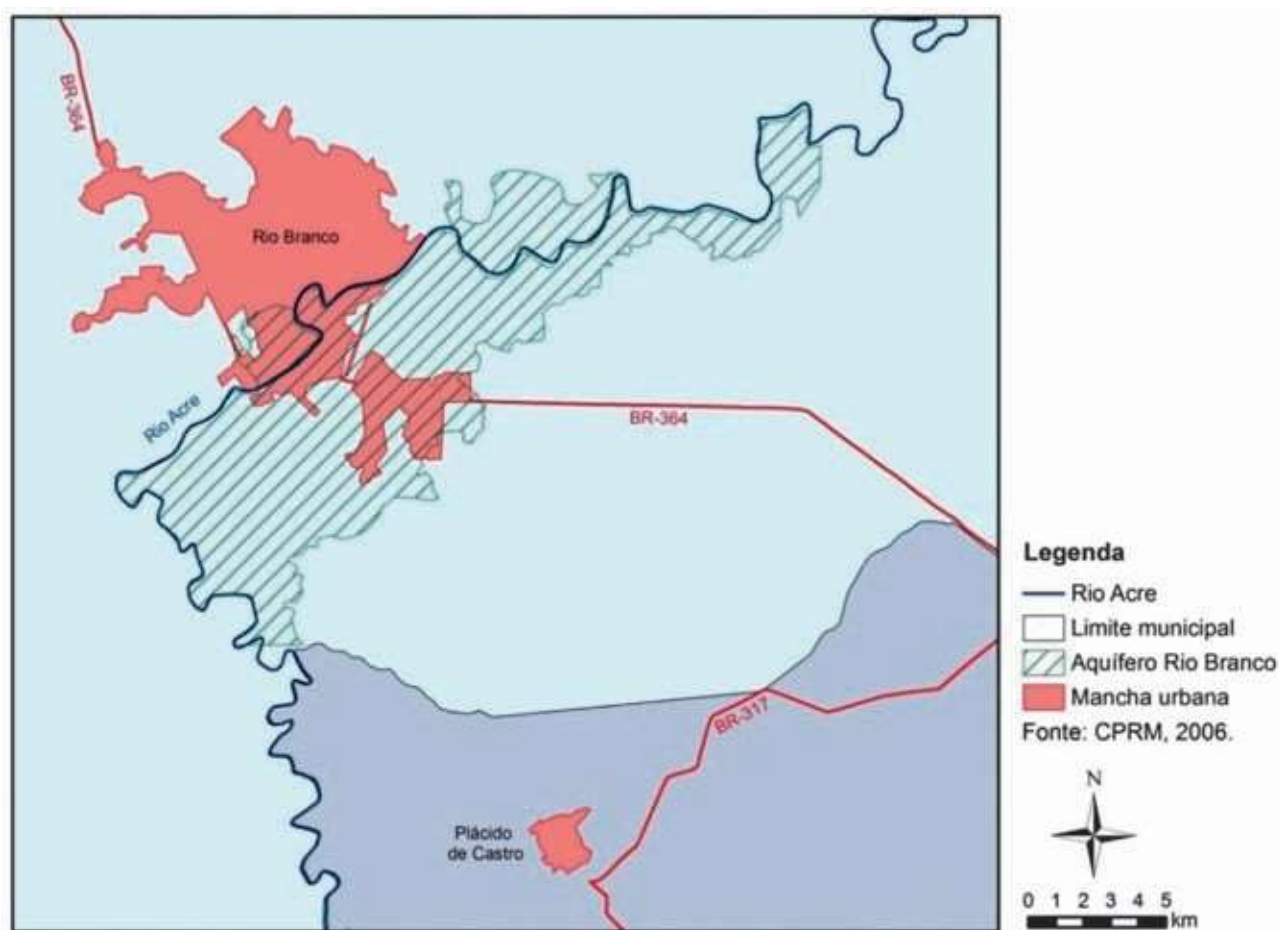 BR-364
Rio Branco
Rio Acre
BR-364
BR-317
Plácido
de Castro
Legenda
Rio Acre
Limite municipal
Aquífero Rio Branco
Mancha urbana
Fonte: CPRM, 2006.
N
0 1 2 3 4 5
km